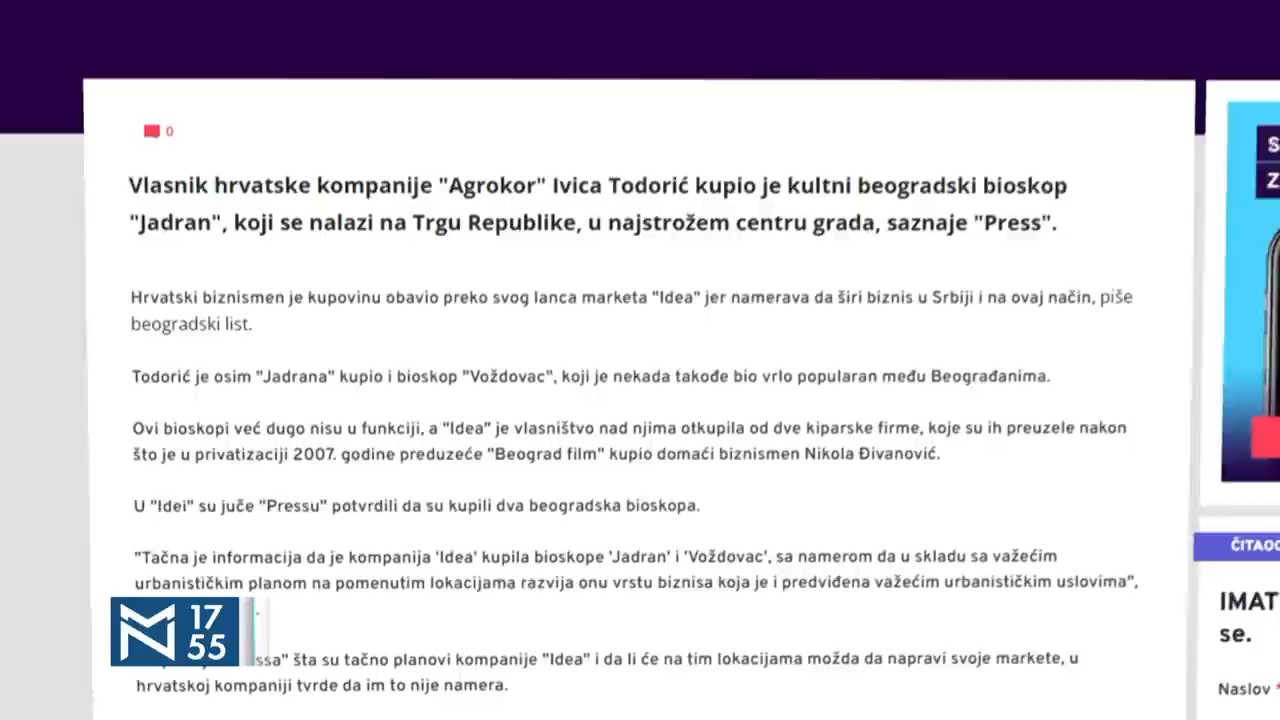 0
Vlasnik hrvatske kompanije "Agrokor" Ivica Todorić kupio je kultni beogradski bioskop
"Jadran", koji se nalazi na Trgu Republike, u najstrožem centru grada, saznaje "Press".
Hrvatski biznismen je kupovinu obavio preko svog lanca marketa "Idea" jer namerava da širi biznis u Srbiji i na ovaj način, piše
beogradski list.
Todorić je osim "Jadrana" kupio i bioskop "Voždovac", koji je nekada takođe bio vrlo popularan među Beograđanima.
Ovi bioskopi već dugo nisu u funkciji, a "Idea" je vlasništvo nad njima otkupila od dve kiparske firme, koje su ih preuzele nakon
što je u privatizaciji 2007. godine preduzeće "Beograd film" kupio domaći biznismen Nikola Đivanović.
U "Idei" su juče "Pressu" potvrdili da su kupili dva beogradska bioskopa.
"Tačna je informacija da je kompanija 'Idea' kupila bioskope 'Jadran' i 'Voždovac', sa namerom da u skladu sa važećim
urbanističkim planom na pomenutim lokacijama razvija onu vrstu biznisa koja je i predviđena važećim urbanističkim uslovima",
ssa" šta su tačno planovi kompanije "Idea" i da li će na tim lokacijama možda da napravi svoje markete, u
hrvatskoj kompaniji tvrde da im to nije namera.
N 17
55
S
Z
ČITAO
IMAT
se.
Naslov *